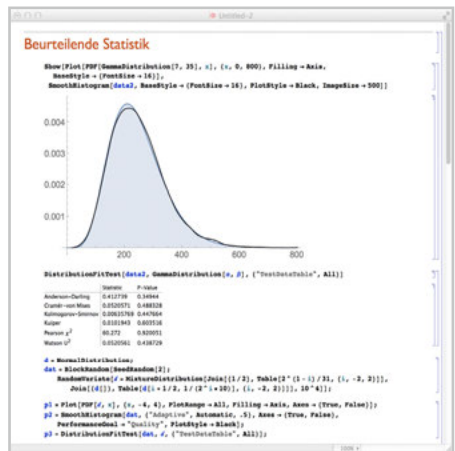 Untitled-2
Beurteilende Statistik
Show[Plot[PDF[GammaDistribution[7, 35], x], {x, 0, 800}, Filling → Axis,
BaseStyle → {FontSize → 16}],
SmoothHistogram[data2, BaseStyle → {FontSize → 16}, PlotStyle → Black, ImageSize → 500]]
0.004
0.003
0.002
0.001
200 400 600 800
DistributionFitTest[data2, GammaDistribution[α, β], {"TestDataTable", All}]
Statistic P-Value
Anderson-Darling 0.412739 0.34944
Cramér-von Mises 0.0520571 0.488328
Kolmogorov-Smirnov 0.00635769 0.447664
Kuiper 0.0101943 0.603516
Pearson χ² 60.272 0.920051
Watson U² 0.0520561 0.439729
d = NormalDistribution;
dat = BlockRandom[SeedRandom[2];
RandomVariate[ⅆ = MixtureDistribution[Join[{1/2}, Table[2^(1 - i)/31, {i, -2, 2}]],
Join[{d[]}, Table[d[i + 1/2, 1/(2^i*10)], {i, -2, 2}]]], 10^4]];
p1 = Plot[PDF[ⅆ, x], {x, -4, 4}, PlotRange → All, Filling → Axis, Axes → {True, False}];
p2 = SmoothHistogram[dat, {"Adaptive", Automatic, .5}, Axes → {True, False},
PerformanceGoal → "Quality", PlotStyle → Black];
p3 = DistributionFitTest[dat, ⅆ, {"TestDataTable", All}];
100%